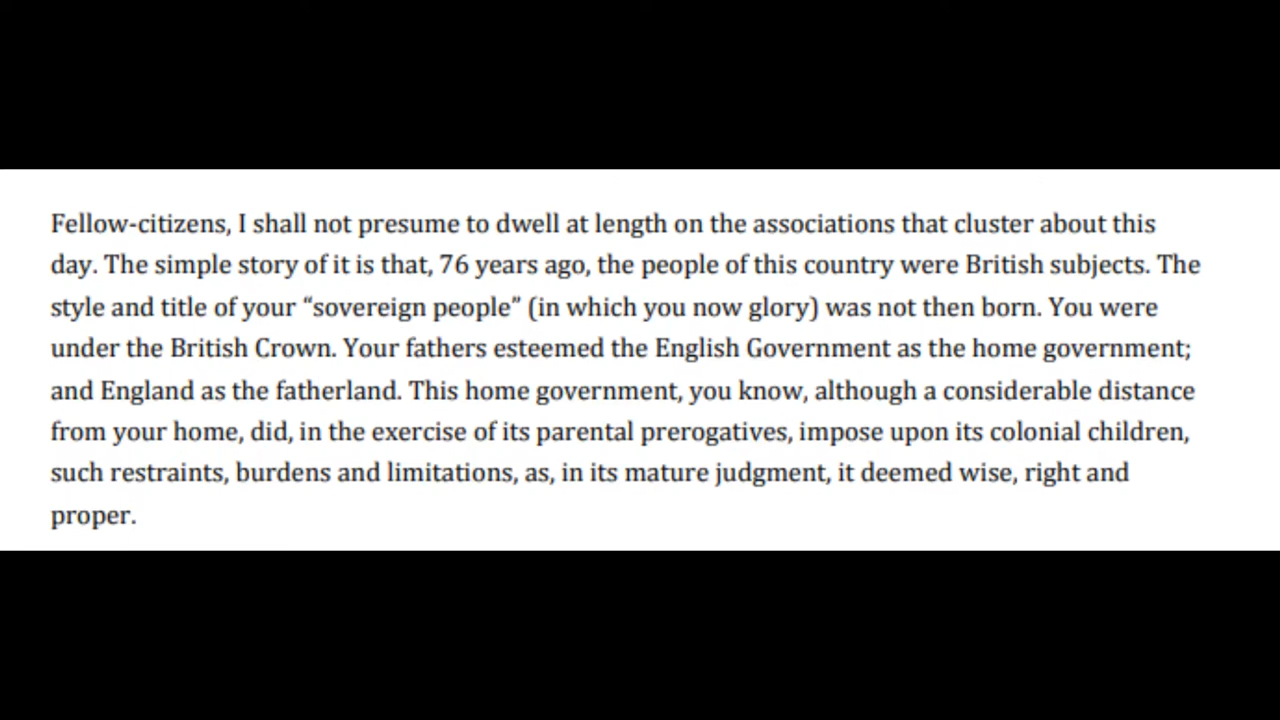 Fellow-citizens, I shall not presume to dwell at length on the associations that cluster about this
day. The simple story of it is that, 76 years ago, the people of this country were British subjects. The
style and title of your “sovereign people” (in which you now glory) was not then born. You were
under the British Crown. Your fathers esteemed the English Government as the home government;
and England as the fatherland. This home government, you know, although a considerable distance
from your home, did, in the exercise of its parental prerogatives, impose upon its colonial children,
such restraints, burdens and limitations, as, in its mature judgment, it deemed wise, right and
proper.